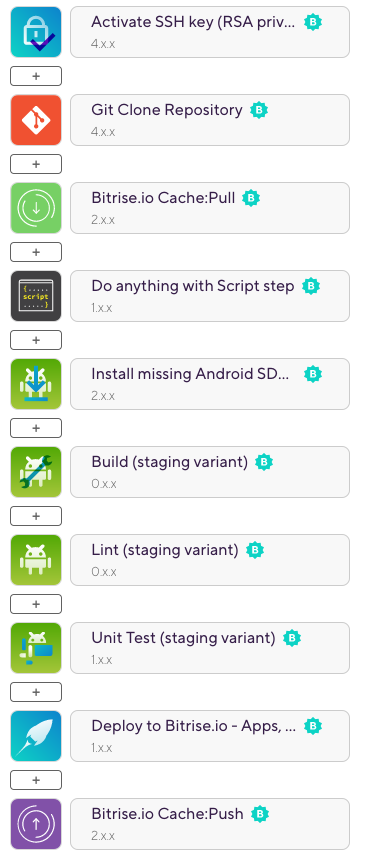 Activate SSH key (RSA priv... B
4.x.x
+
Git Clone Repository B
4.x.x
+
Bitrise.io Cache:Pull B
2.x.x
+
{.....
script
.....}
Do anything with Script step B
1.x.x
+
Install missing Android SD... B
2.x.x
+
Build (staging variant) B
0.x.x
+
Lint (staging variant) B
0.x.x
+
Unit Test (staging variant) B
1.x.x
+
Deploy to Bitrise.io - Apps, ... B
1.x.x
+
Bitrise.io Cache:Push B
2.x.x